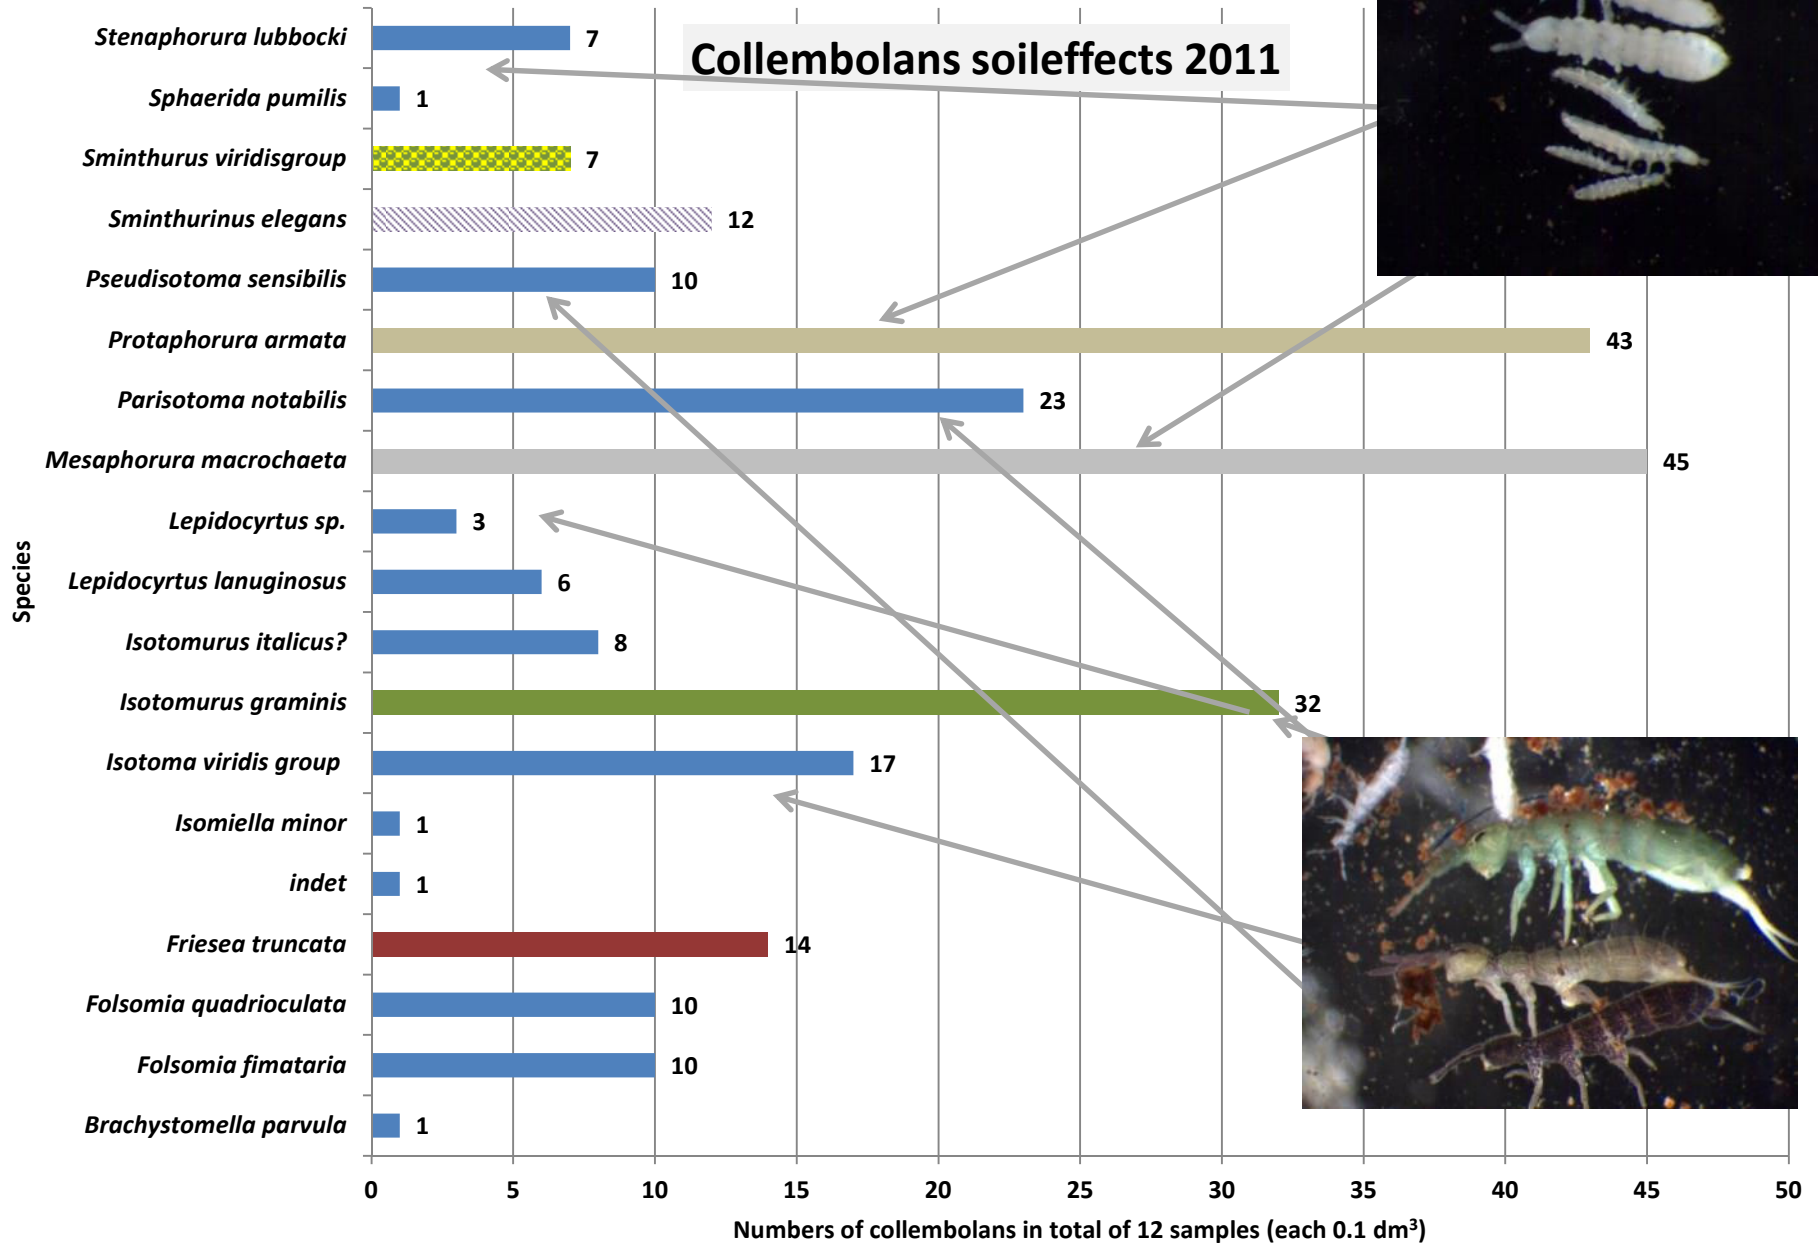 Collembolans soileffects 2011
Species
Stenaphorura lubbocki 7
Sphaerida pumilis 1
Sminthurus viridisgroup 7
Sminthurinus elegans 12
Pseudisotoma sensibilis 10
Protaphorura armata 43
Parisotoma notabilis 23
Mesaphorura macrochaeta 45
Lepidocyrtus sp. 3
Lepidocyrtus lanuginosus 6
Isotomurus italicus? 8
Isotomurus graminis 32
Isotoma viridis group 17
Isomiella minor 1
indet 1
Friesea truncata 14
Folsomia quadrioculata 10
Folsomia fimataria 10
Brachystomella parvula 1
0 5 10 15 20 25 30 35 40 45 50
Numbers of collembolans in total of 12 samples (each 0.1 dm³)